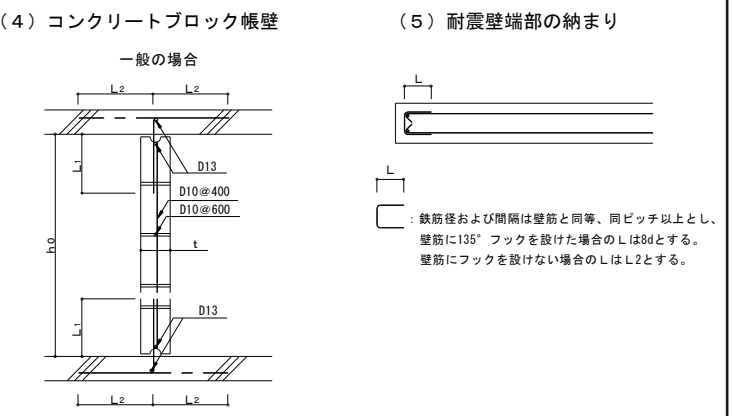 （４）コンクリートブロック帳壁
一般の場合
L2
L2
L1
D13
D10@400
D10@600
t
ho
L1
D13
L2
L2
（５）耐震壁端部の納まり
L
L
：鉄筋径および間隔は壁筋と同等、同ピッチ以上とし、
壁筋に135°フックを設けた場合のＬは8dとする。
壁筋にフックを設けない場合のＬはＬ2とする。